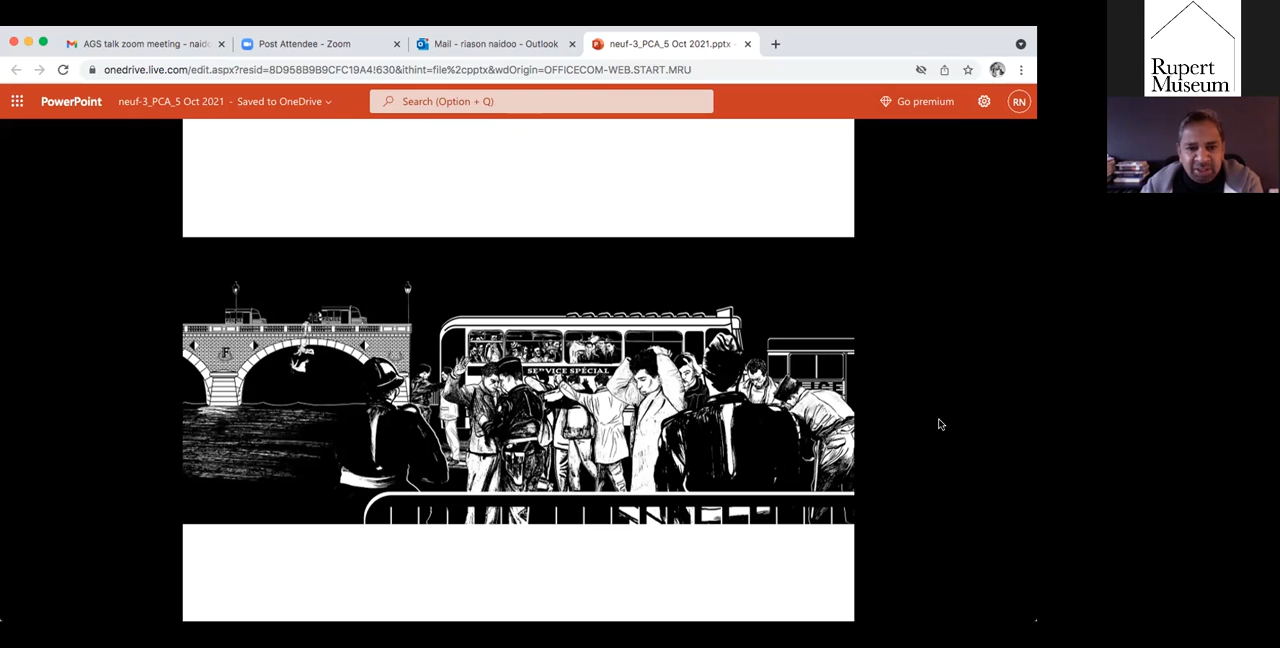 AGS talk zoom meeting - naido
Post Attendee - Zoom
Mail - riason naidoo - Outlook
neuf-3_PCA_5 Oct 2021.pptx -
onedrive.live.com/edit.aspx?resid=8D958B9B9CFC19A4!630&ithint=file%2cpptx&wdOrigin=OFFICECOM-WEB.START.MRU
PowerPoint
neuf-3_PCA_5 Oct 2021 - Saved to OneDrive
Search (Option + Q)
Go premium
RN
Rupert
Museum
F
SERVICE SPÉCIAL